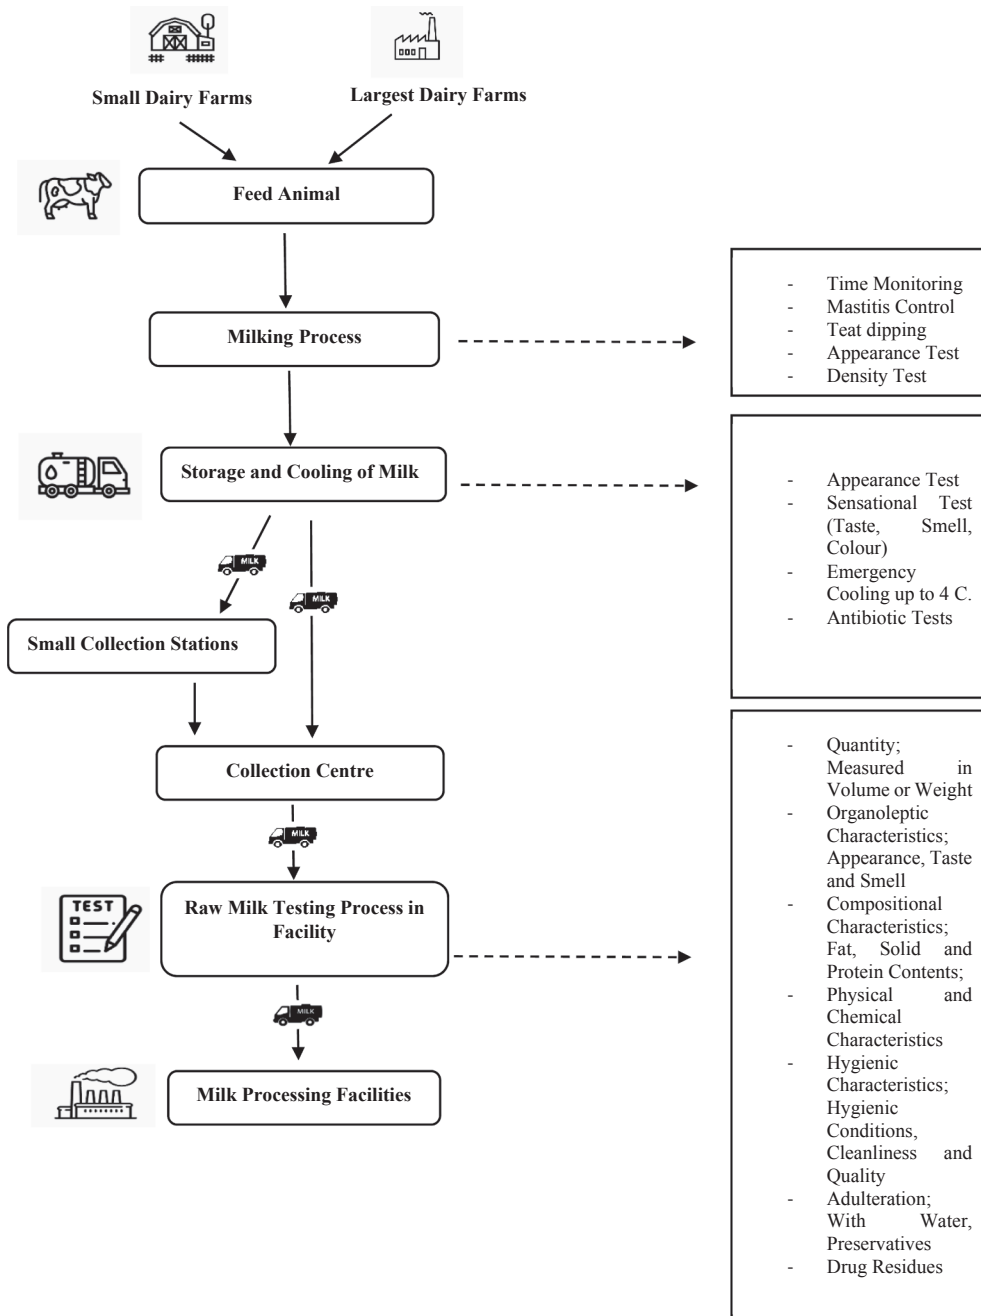 Small Dairy Farms
Largest Dairy Farms
Feed Animal
Milking Process
- Time Monitoring
- Mastitis Control
- Teat dipping
- Appearance Test
- Density Test
Storage and Cooling of Milk
- Appearance Test
- Sensational Test
(Taste, Smell,
Colour)
- Emergency
Cooling up to 4 C.
- Antibiotic Tests
MILK
MILK
Small Collection Stations
Collection Centre
MILK
TEST
Raw Milk Testing Process in
Facility
- Quantity;
Measured in
Volume or Weight
- Organoleptic
Characteristics;
Appearance, Taste
and Smell
- Compositional
Characteristics;
Fat, Solid and
Protein Contents;
- Physical and
Chemical
Characteristics
- Hygienic
Characteristics;
Hygienic
Conditions,
Cleanliness and
Quality
- Adulteration;
With Water,
Preservatives
- Drug Residues
MILK
Milk Processing Facilities